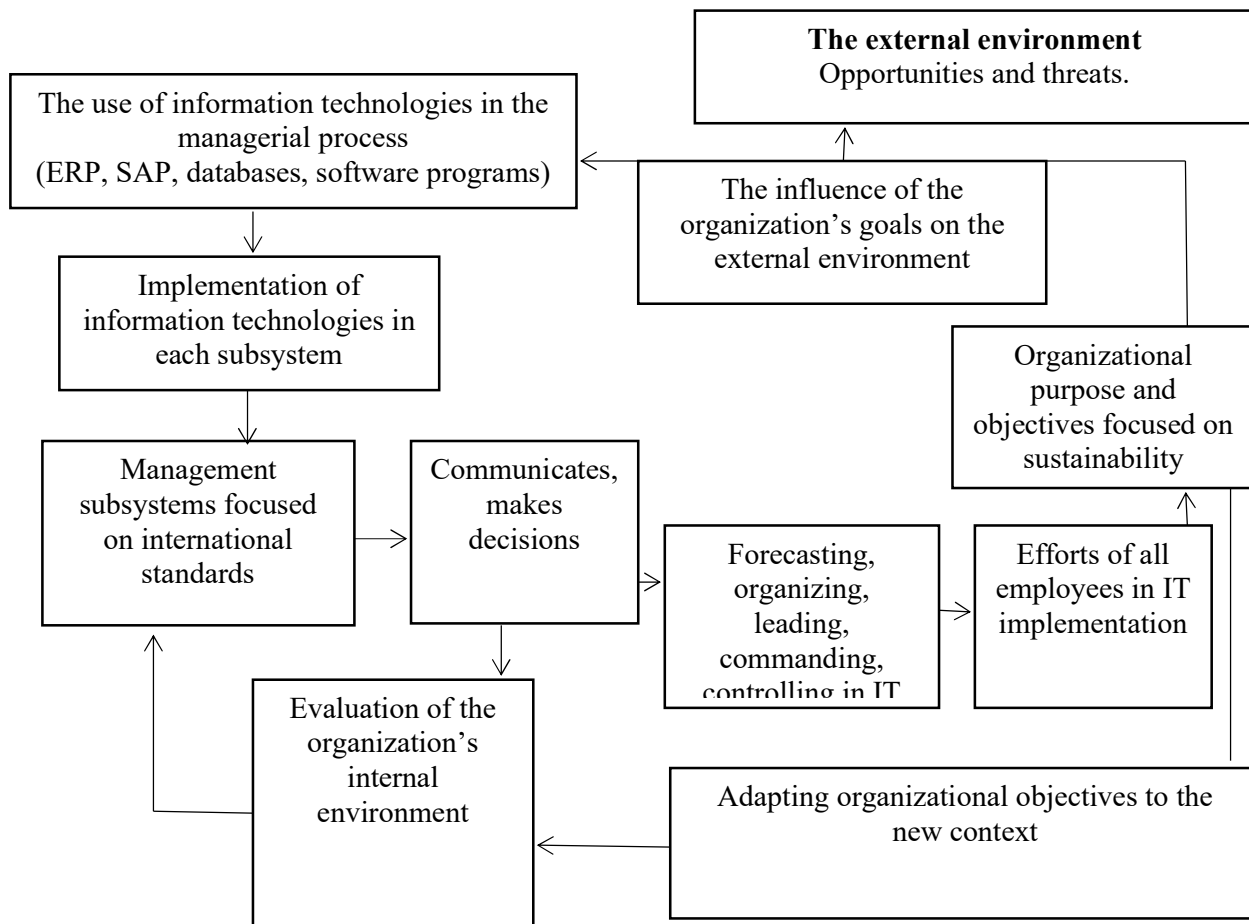 The external environment
Opportunities and threats.
The use of information technologies in the
managerial process
(ERP, SAP, databases, software programs)
The influence of the
organization’s goals on the
external environment
Implementation of
information technologies in
each subsystem
Organizational
purpose and
objectives focused on
sustainability
Management
subsystems focused
on international
standards
Communicates,
makes
decisions
Forecasting,
organizing,
leading,
commanding,
controlling in IT
Efforts of all
employees in IT
implementation
Evaluation of the
organization’s
internal
environment
Adapting organizational objectives to the
new context